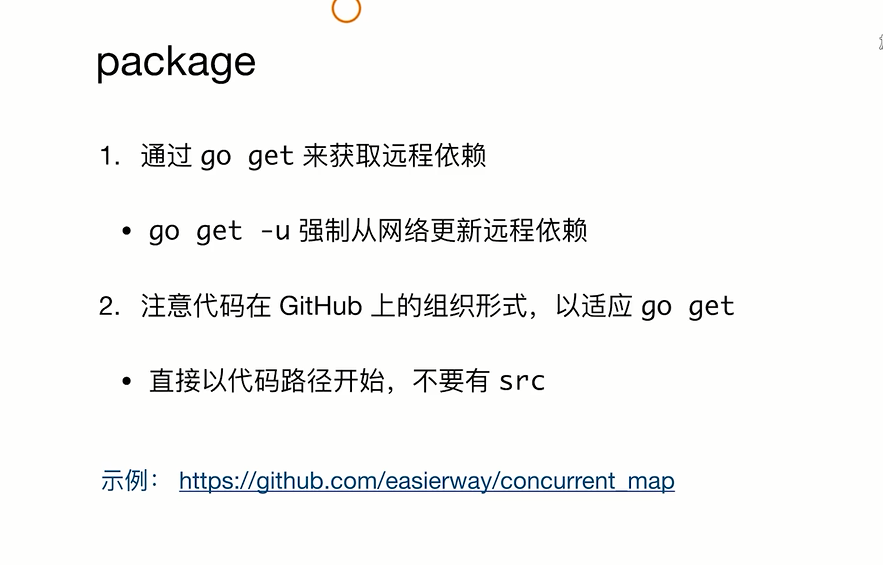 package
1. 通过 go get 来获取远程依赖
• go get -u 强制从网络更新远程依赖
2. 注意代码在 GitHub 上的组织形式，以适应 go get
• 直接以代码路径开始，不要有 src
示例： https://github.com/easierway/concurrent_map